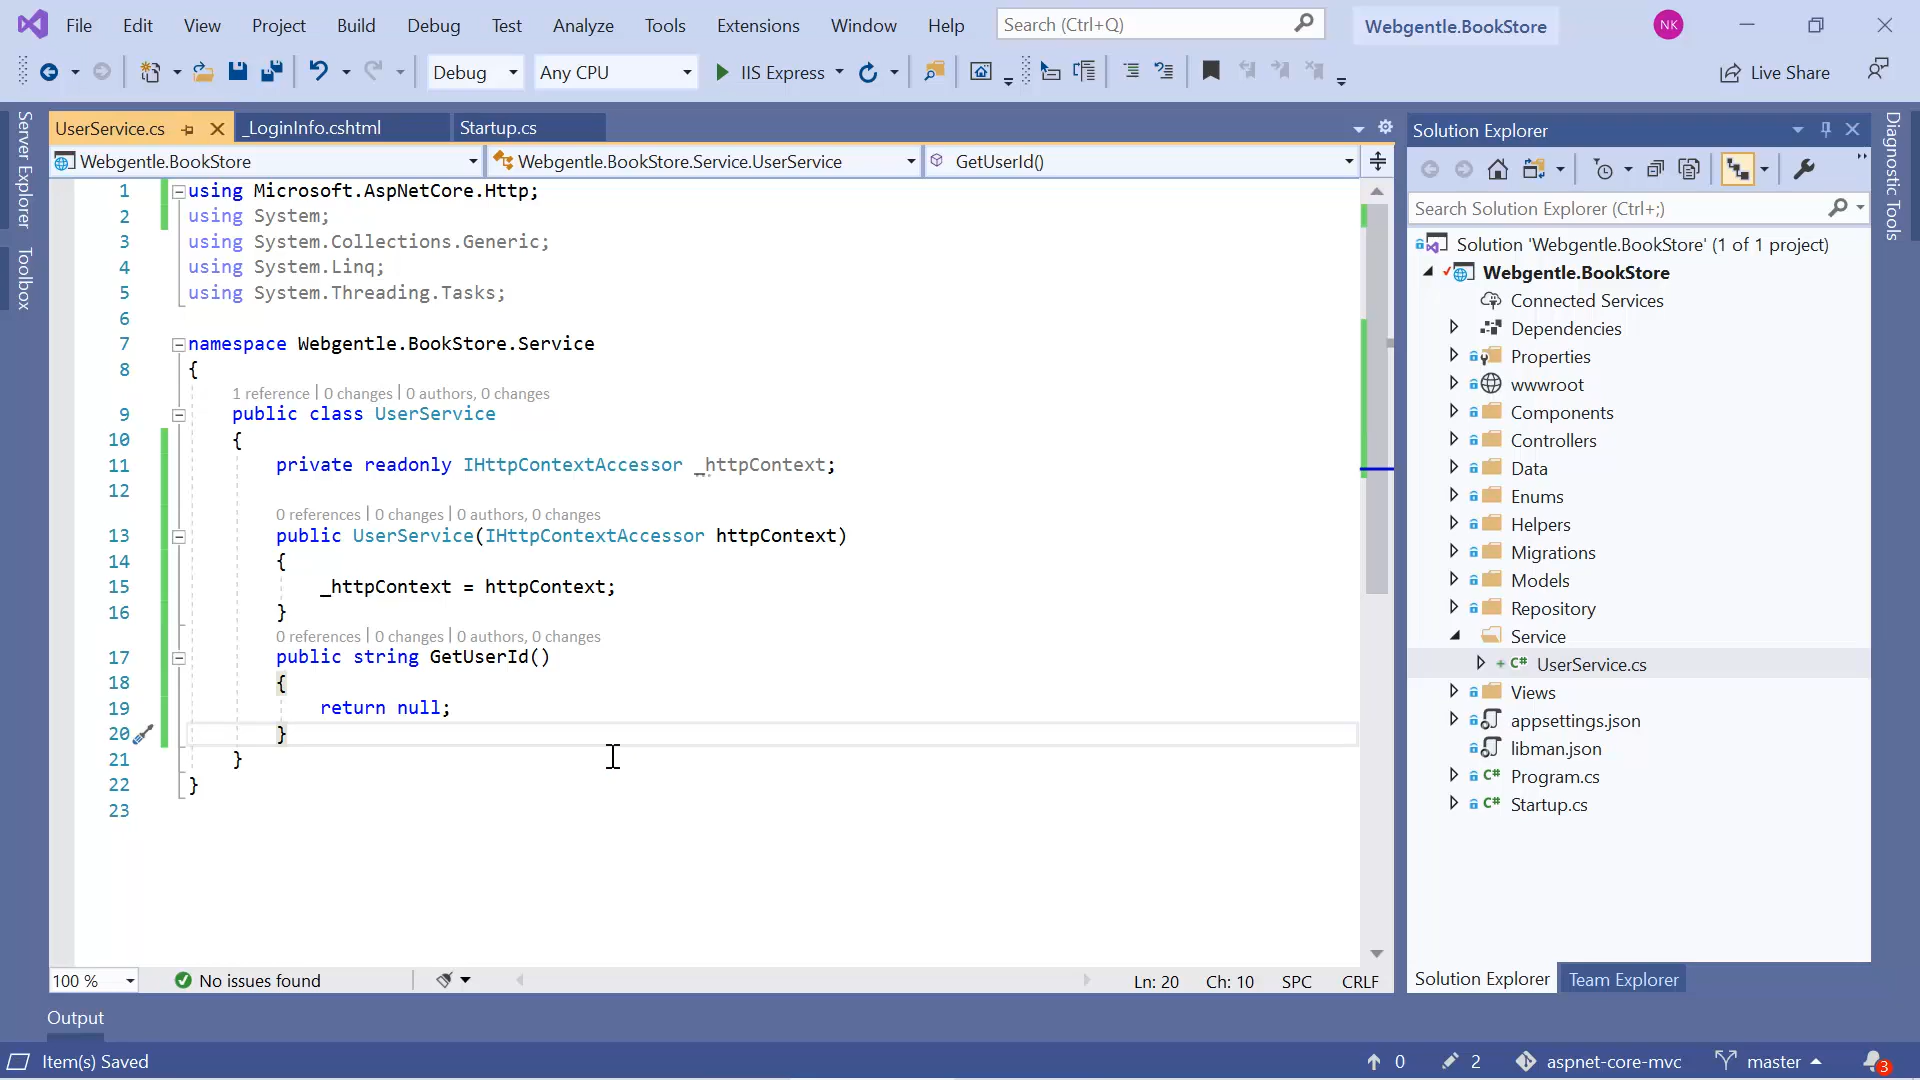 File Edit View Project Build Debug Test Analyze Tools Extensions Window Help Search (Ctrl+Q) Webgentle.BookStore NK
Debug Any CPU IIS Express Live Share
Server Explorer
Toolbox
UserService.cs _LoginInfo.cshtml Startup.cs
Webgentle.BookStore Webgentle.BookStore.Service.UserService GetUserId()
1 using Microsoft.AspNetCore.Http;
2 using System;
3 using System.Collections.Generic;
4 using System.Linq;
5 using System.Threading.Tasks;
6
7 namespace Webgentle.BookStore.Service
8 {
1 reference | 0 changes | 0 authors, 0 changes
9 public class UserService
10 {
11 private readonly IHttpContextAccessor _httpContext;
12
0 references | 0 changes | 0 authors, 0 changes
13 public UserService(IHttpContextAccessor httpContext)
14 {
15 _httpContext = httpContext;
16 }
0 references | 0 changes | 0 authors, 0 changes
17 public string GetUserId()
18 {
19 return null;
20 }
21 }
22 }
23
100 % No issues found Ln: 20 Ch: 10 SPC CRLF
Solution Explorer
Search Solution Explorer (Ctrl+;)
Solution 'Webgentle.BookStore' (1 of 1 project)
Webgentle.BookStore
Connected Services
Dependencies
Properties
wwwroot
Components
Controllers
Data
Enums
Helpers
Migrations
Models
Repository
Service
C# UserService.cs
Views
appsettings.json
libman.json
C# Program.cs
C# Startup.cs
Solution Explorer Team Explorer
Diagnostic Tools
Output
Item(s) Saved 0 2 aspnet-core-mvc master 3